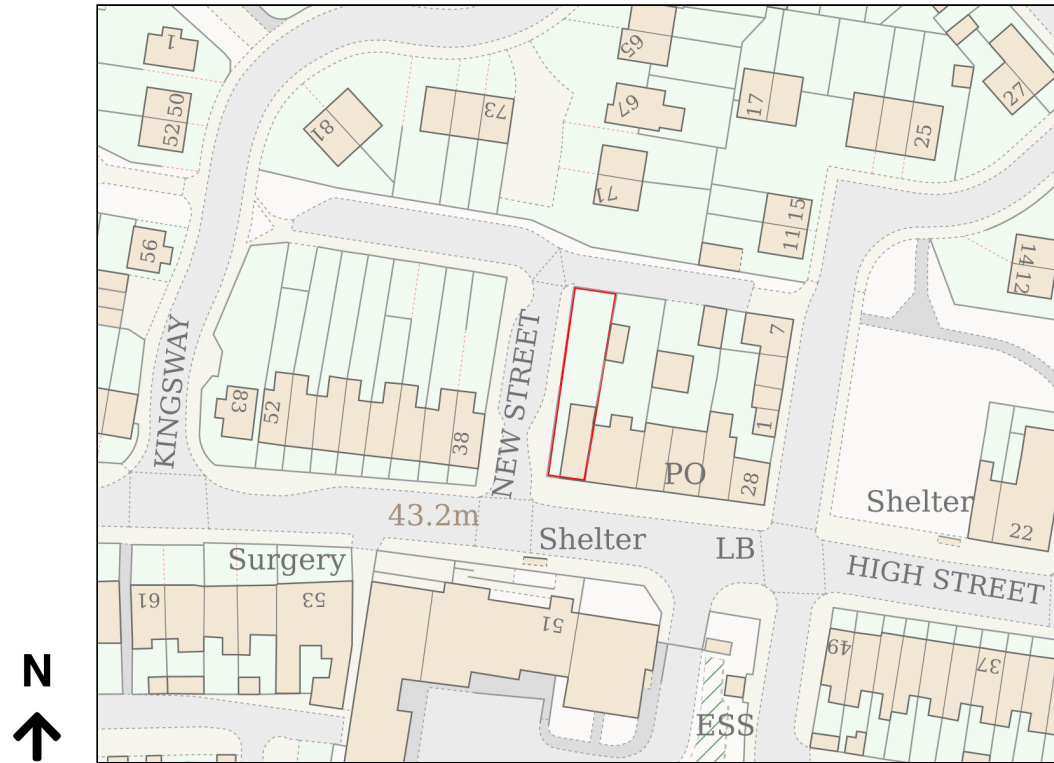 1
65
50
52
81
73
67
17
25
27
71
15
11
56
14
12
KINGSWAY
NEW STREET
7
83
52
38
1
PO
28
43.2m
Shelter
LB
Shelter
22
Surgery
HIGH STREET
61
53
51
49
37
ESS
N